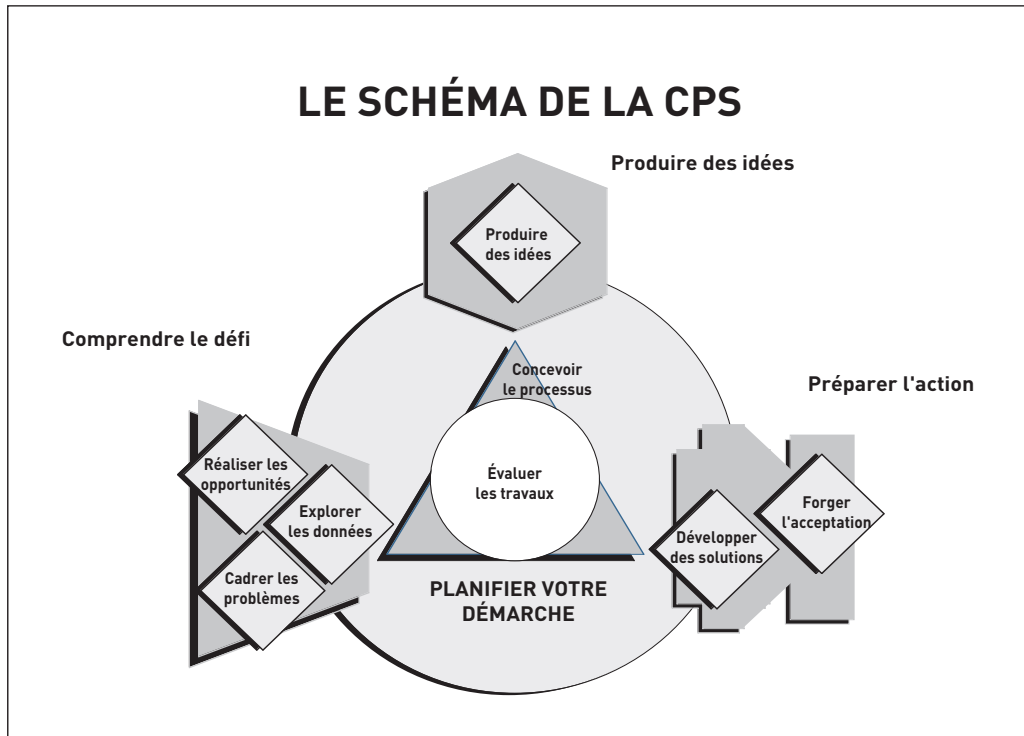 LE SCHÉMA DE LA CPS
Produire des idées
Produire
des idées
Comprendre le défi
Concevoir
le processus
Préparer l'action
Réaliser les
opportunités
Explorer
les données
Cadrer les
problèmes
Évaluer
les travaux
Forger
l'acceptation
Développer
des solutions
PLANIFIER VOTRE
DÉMARCHE